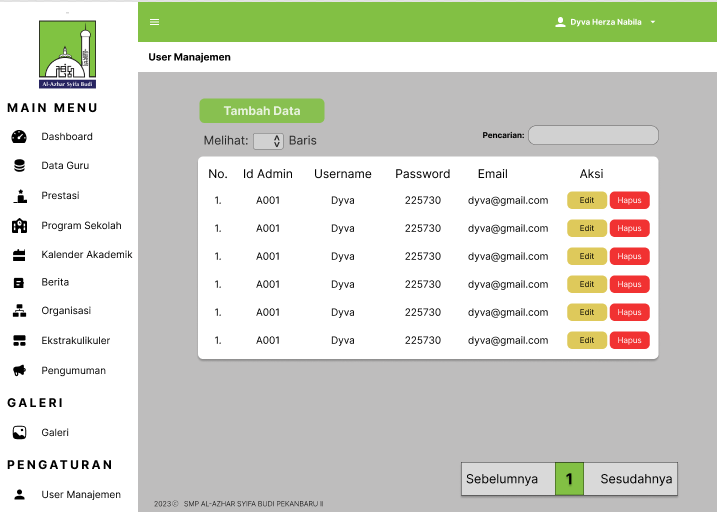 Al-Azhar Syifa Budi
MAIN MENU
Dashboard
Data Guru
Prestasi
Program Sekolah
Kalender Akademik
Berita
Organisasi
Ekstrakulikuler
Pengumuman
GALERI
Galeri
PENGATURAN
User Manajemen
Dyva Herza Nabila
User Manajemen
Tambah Data
Melihat: Baris
Pencarian:
No. Id Admin Username Password Email Aksi
1. A001 Dyva 225730 dyva@gmail.com Edit Hapus
1. A001 Dyva 225730 dyva@gmail.com Edit Hapus
1. A001 Dyva 225730 dyva@gmail.com Edit Hapus
1. A001 Dyva 225730 dyva@gmail.com Edit Hapus
1. A001 Dyva 225730 dyva@gmail.com Edit Hapus
1. A001 Dyva 225730 dyva@gmail.com Edit Hapus
Sebelumnya 1 Sesudahnya
2023© SMP AL-AZHAR SYIFA BUDI PEKANBARU II